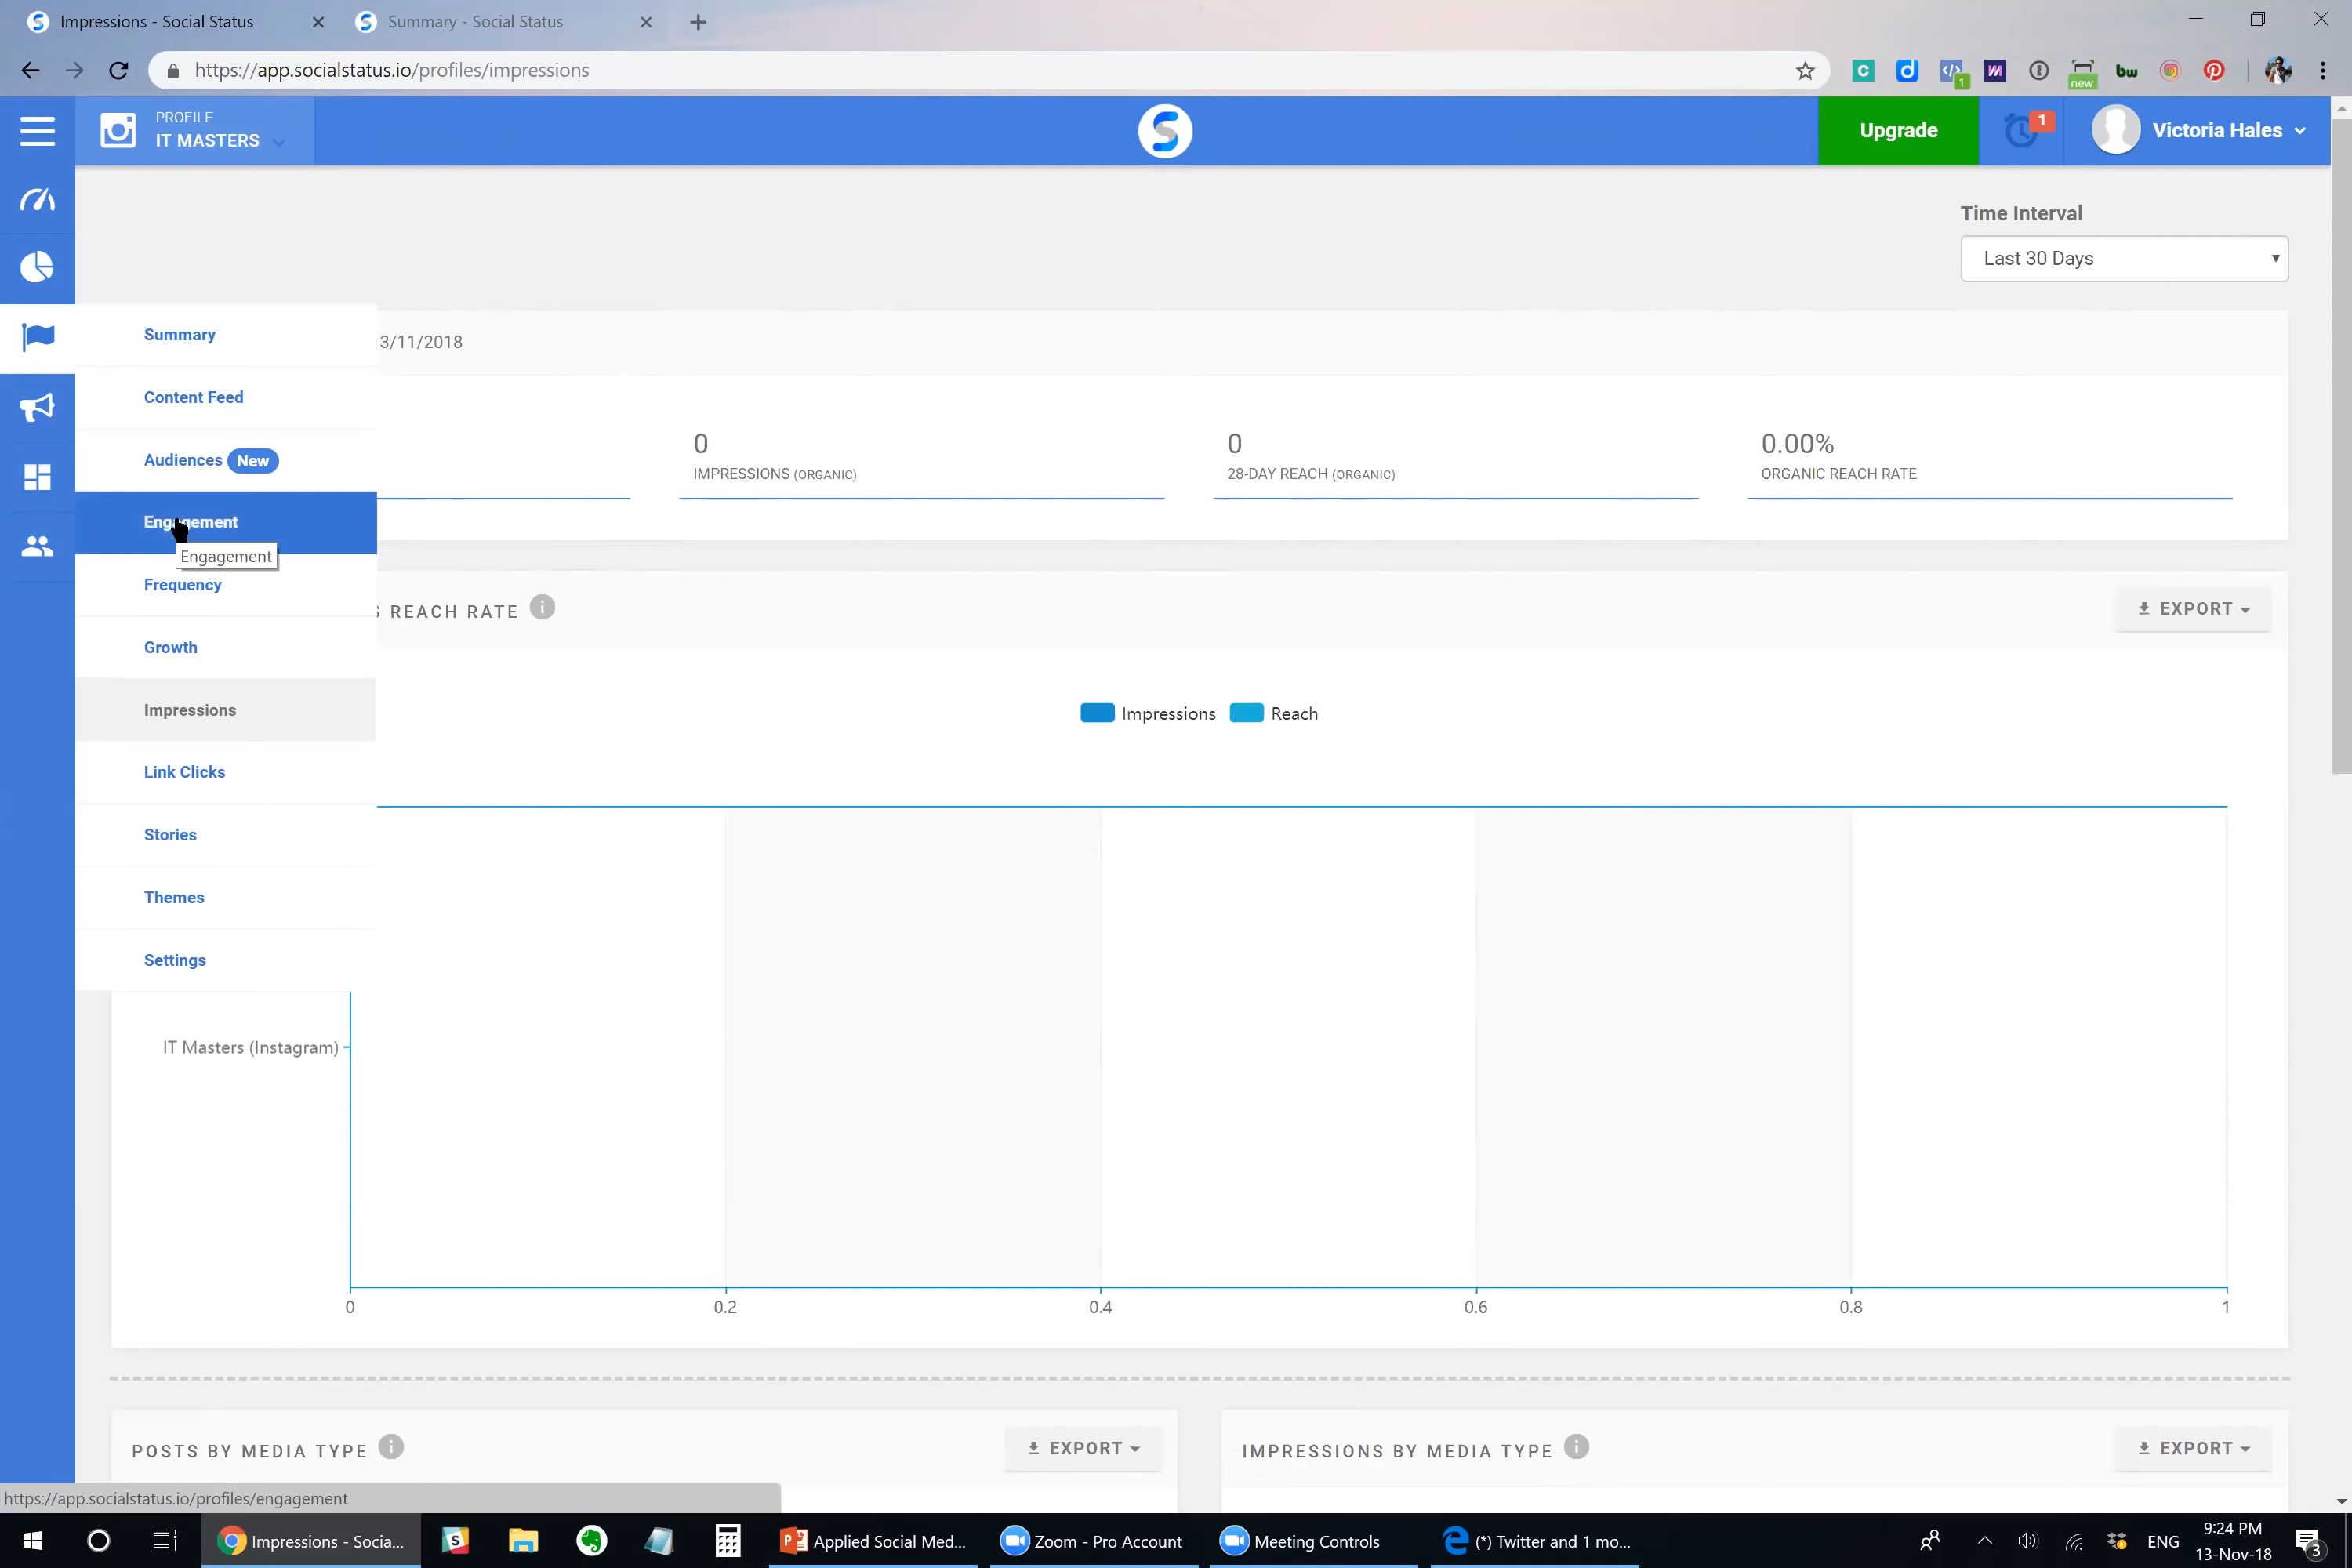 Impressions - Social Status
Summary - Social Status
https://app.socialstatus.io/profiles/impressions
new
1
PROFILE
IT MASTERS
Upgrade
1
Victoria Hales
Time Interval
Last 30 Days
Summary
3/11/2018
Content Feed
Audiences New
0
IMPRESSIONS (ORGANIC)
0
28-DAY REACH (ORGANIC)
0.00%
ORGANIC REACH RATE
Engagement
Engagement
Frequency
S REACH RATE
EXPORT
Growth
Impressions
Impressions Reach
Link Clicks
Stories
Themes
Settings
IT Masters (Instagram)
0 0.2 0.4 0.6 0.8 1
POSTS BY MEDIA TYPE
EXPORT
IMPRESSIONS BY MEDIA TYPE
EXPORT
https://app.socialstatus.io/profiles/engagement
Impressions - Socia...
Applied Social Med...
Zoom - Pro Account
Meeting Controls
(*) Twitter and 1 mo...
ENG
9:24 PM
13-Nov-18
3